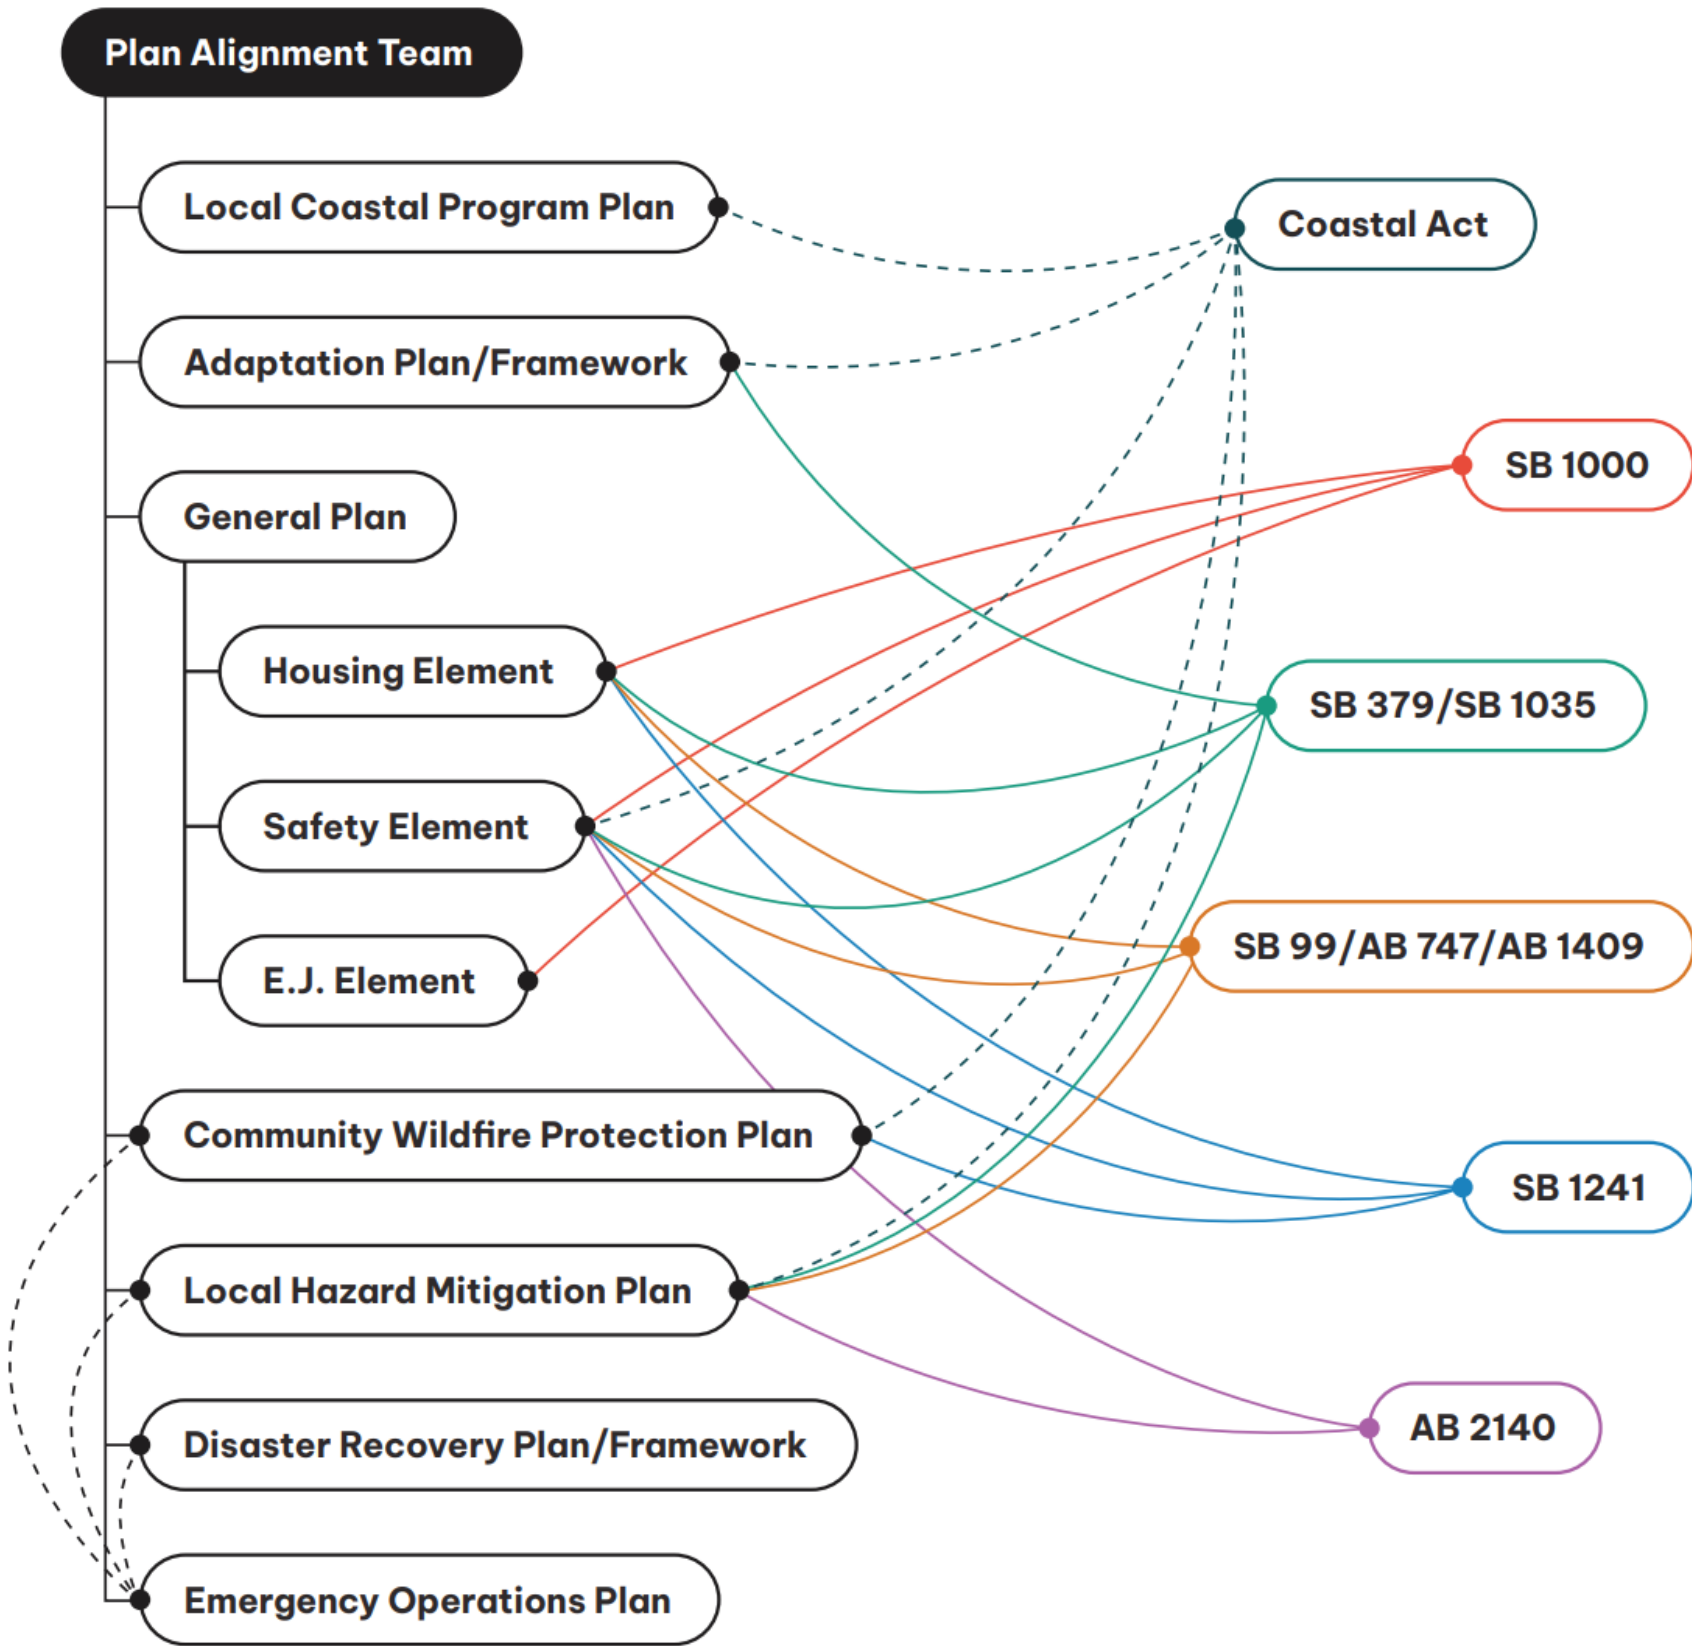 Plan Alignment Team
Local Coastal Program Plan
Coastal Act
Adaptation Plan/Framework
SB 1000
General Plan
Housing Element
SB 379/SB 1035
Safety Element
SB 99/AB 747/AB 1409
E.J. Element
Community Wildfire Protection Plan
SB 1241
Local Hazard Mitigation Plan
AB 2140
Disaster Recovery Plan/Framework
Emergency Operations Plan